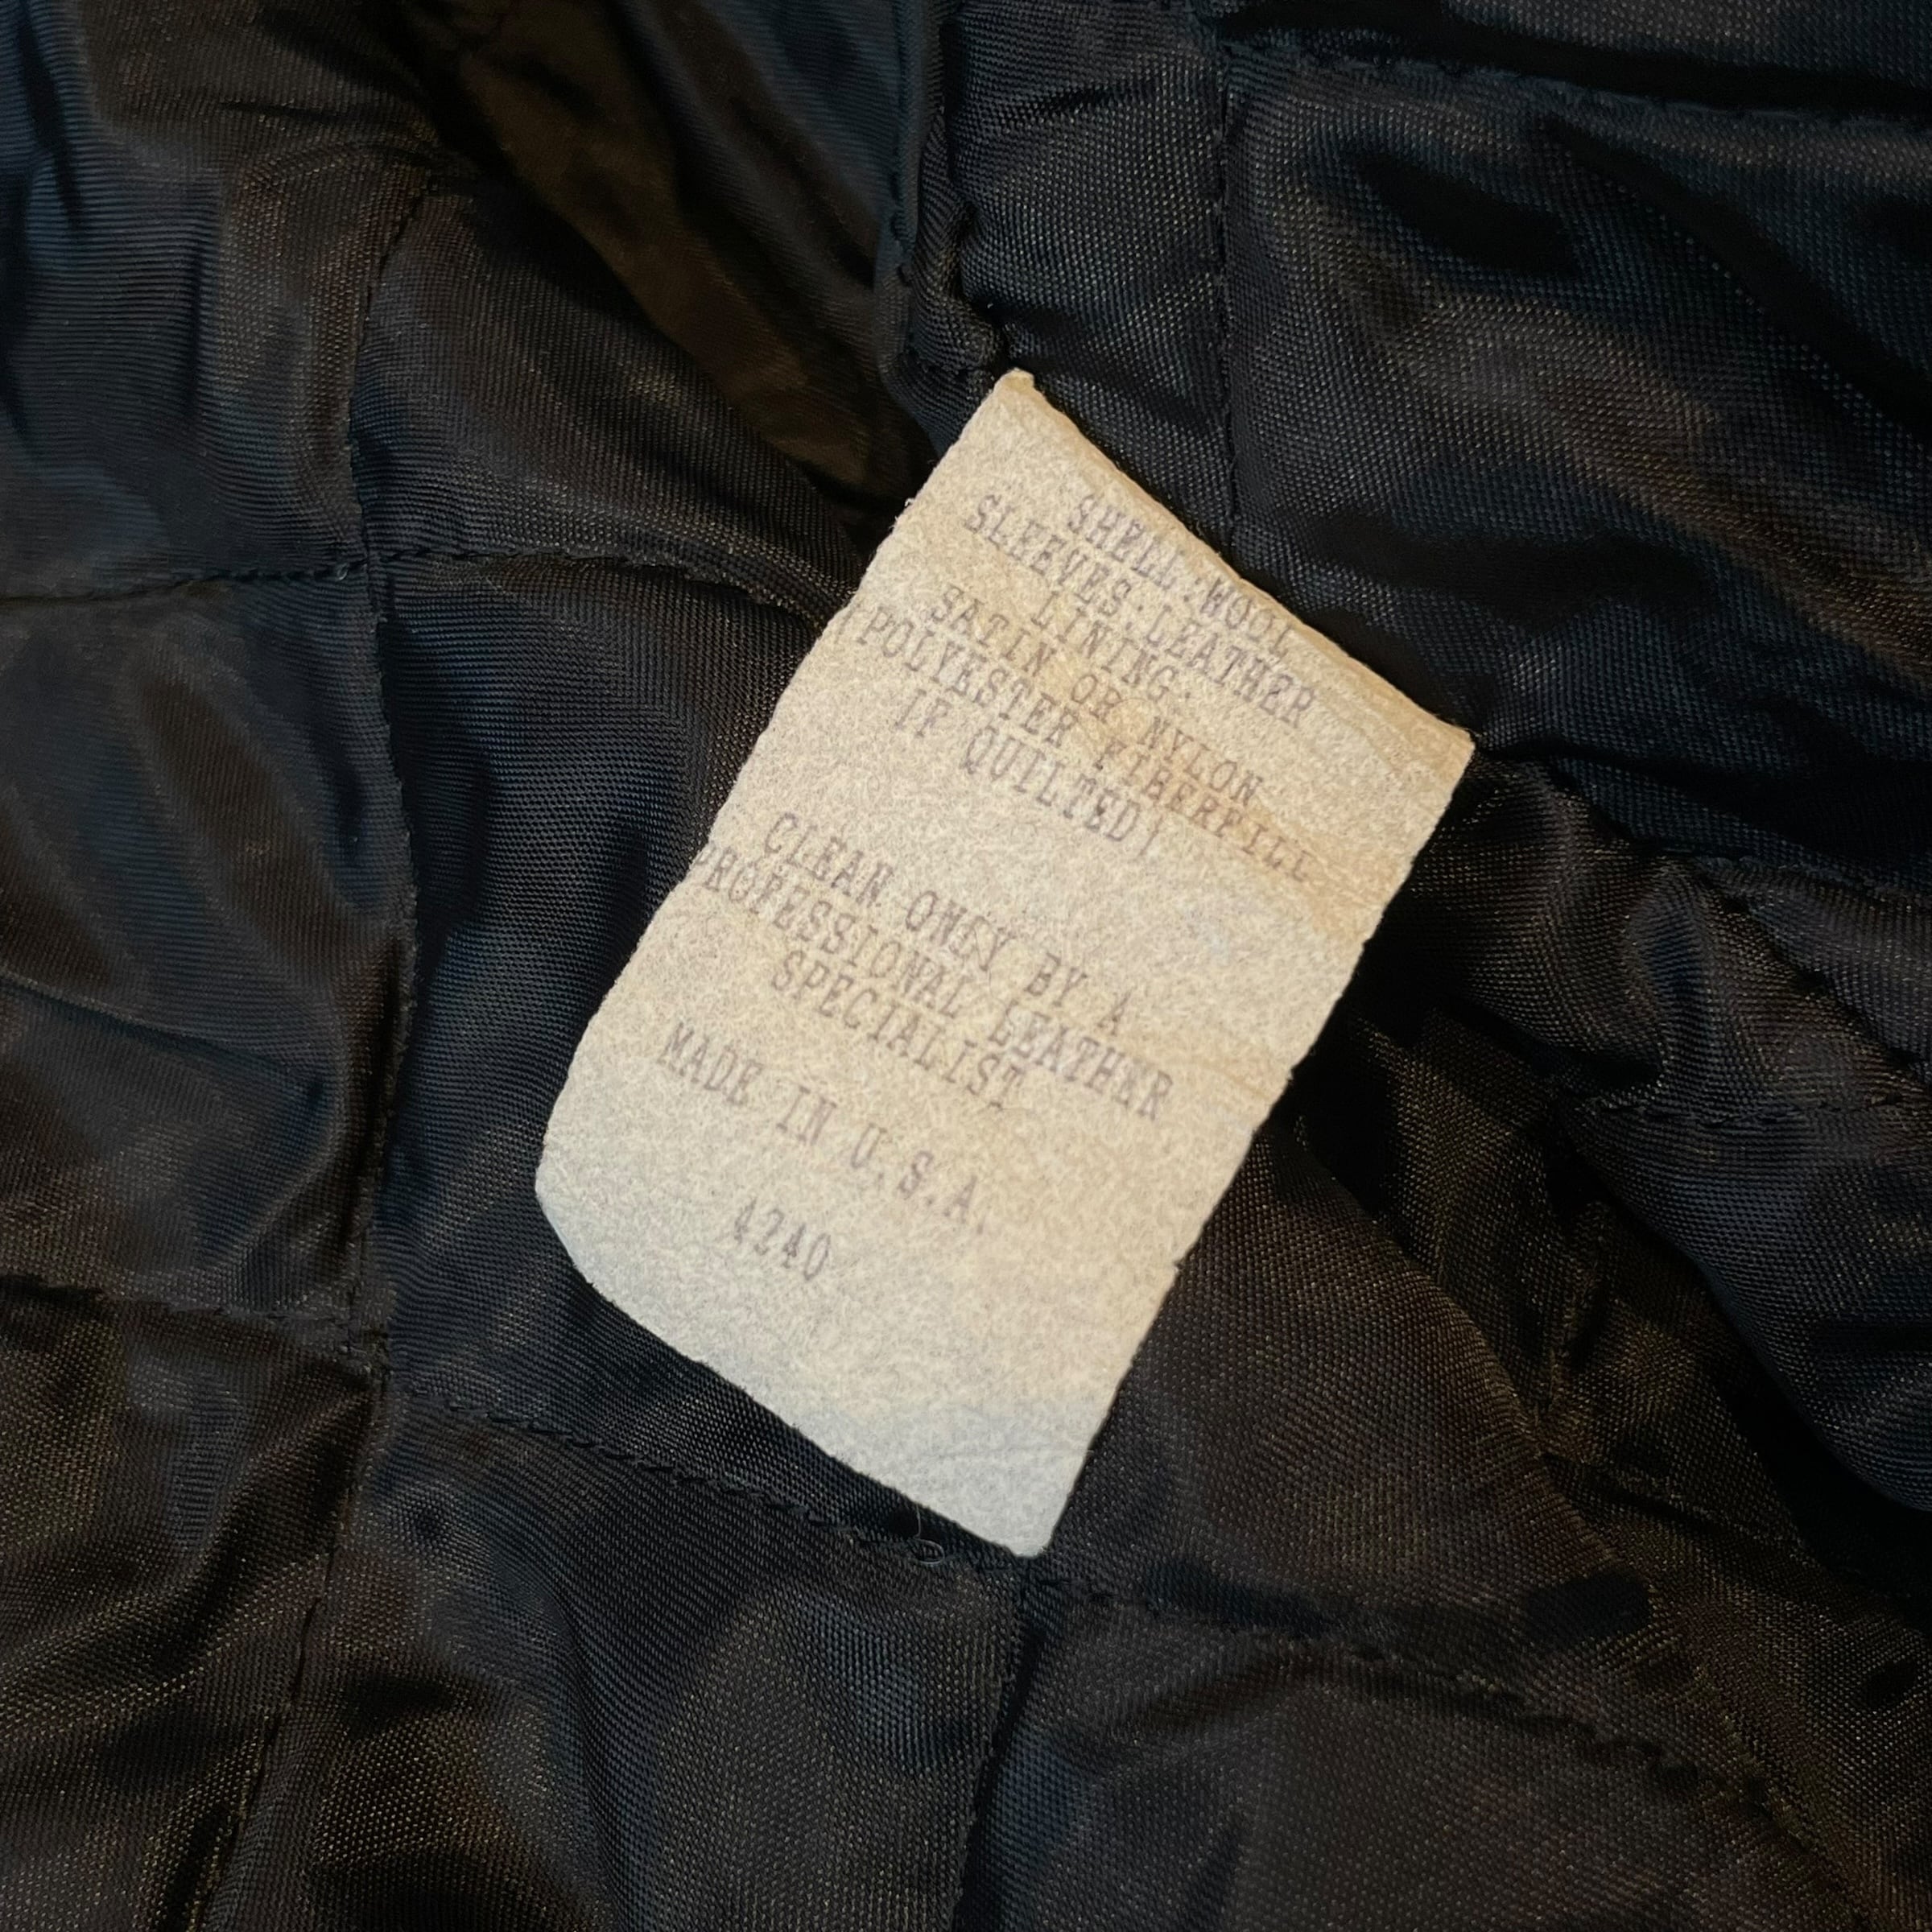 SHELL:WOOL
SLEEVES:LEATHER
LINING:
SATIN OR NYLON
(POLYESTER FIBERFILL
IF QUILTED)
CLEAN ONLY BY A
PROFESSIONAL LEATHER
SPECIALIST
MADE IN U.S.A.
4240